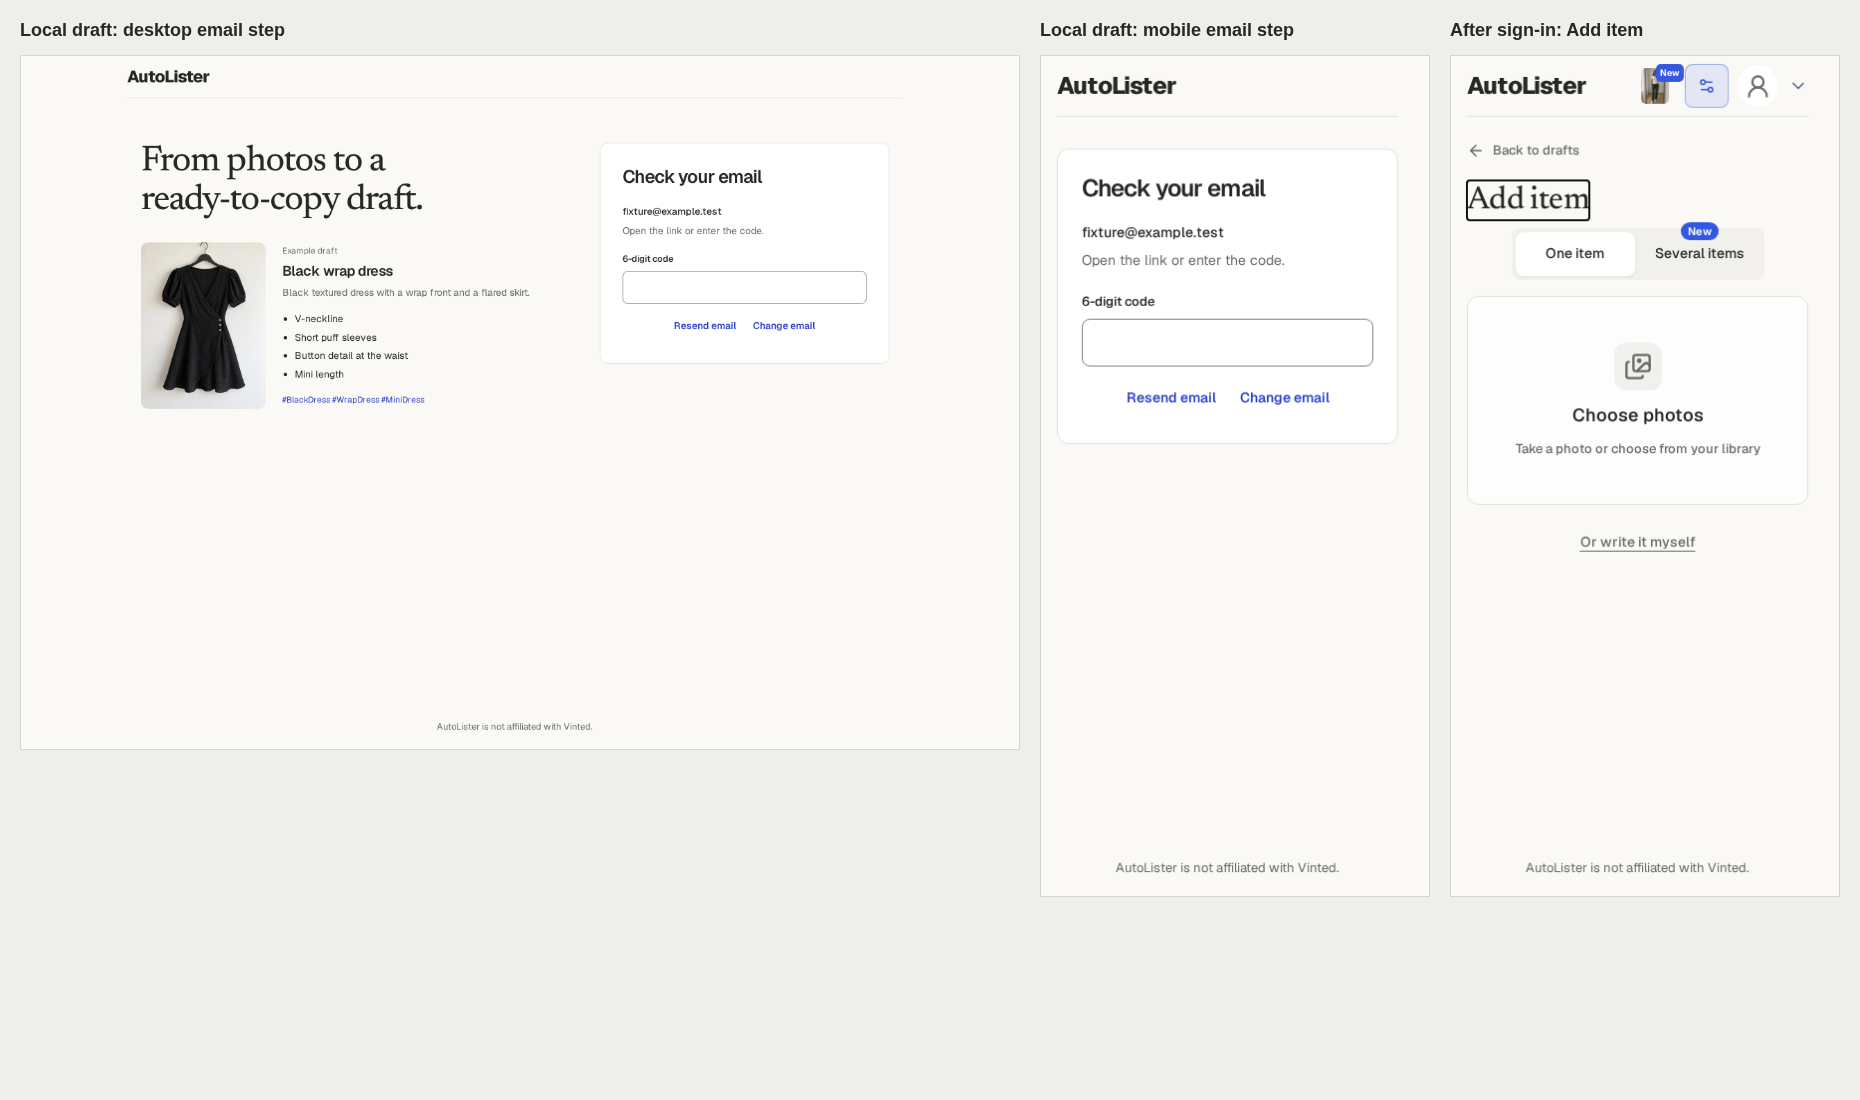 Local draft: desktop email step
AutoLister
From photos to a
ready-to-copy draft.
Example draft
Black wrap dress
Black textured dress with a wrap front and a flared skirt.
V-neckline
Short puff sleeves
Button detail at the waist
Mini length
#BlackDress #WrapDress #MiniDress
Check your email
fixture@example.test
Open the link or enter the code.
6-digit code
Resend email Change email
AutoLister is not affiliated with Vinted.
Local draft: mobile email step
AutoLister
Check your email
fixture@example.test
Open the link or enter the code.
6-digit code
Resend email Change email
AutoLister is not affiliated with Vinted.
After sign-in: Add item
AutoLister
New
Back to drafts
Add item
New
One item Several items
Choose photos
Take a photo or choose from your library
Or write it myself
AutoLister is not affiliated with Vinted.